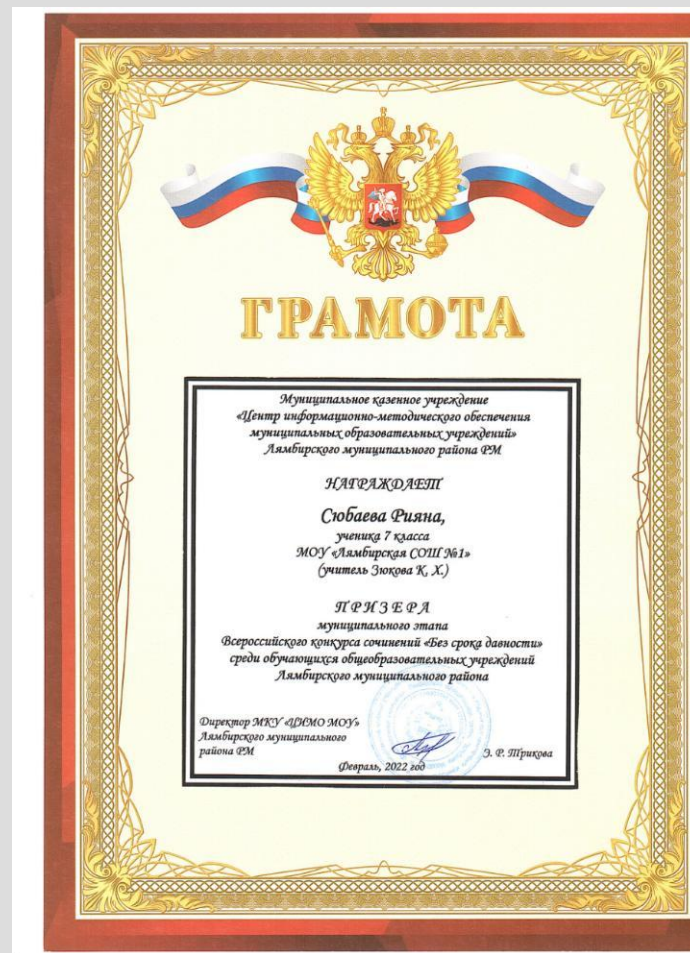 ГРАМОТА
Муниципальное казенное учреждение
«Центр информационно-методического обеспечения
муниципальных образовательных учреждений»
Лямбирского муниципального района РМ
НАГРАЖДАЕТ
Сюбаева Рияна,
ученика 7 класса
МОУ «Лямбирская СОШ №1»
(учитель Зюкова К. Х.)
ПРИЗЕРА
муниципального этапа
Всероссийского конкурса сочинений «Без срока давности»
среди обучающихся общеобразовательных учреждений
Лямбирского муниципального района
Директор МКУ «ЦИМО МОУ»
Лямбирского муниципального
района РМ
Э. Р. Трикова
Февраль, 2022 год